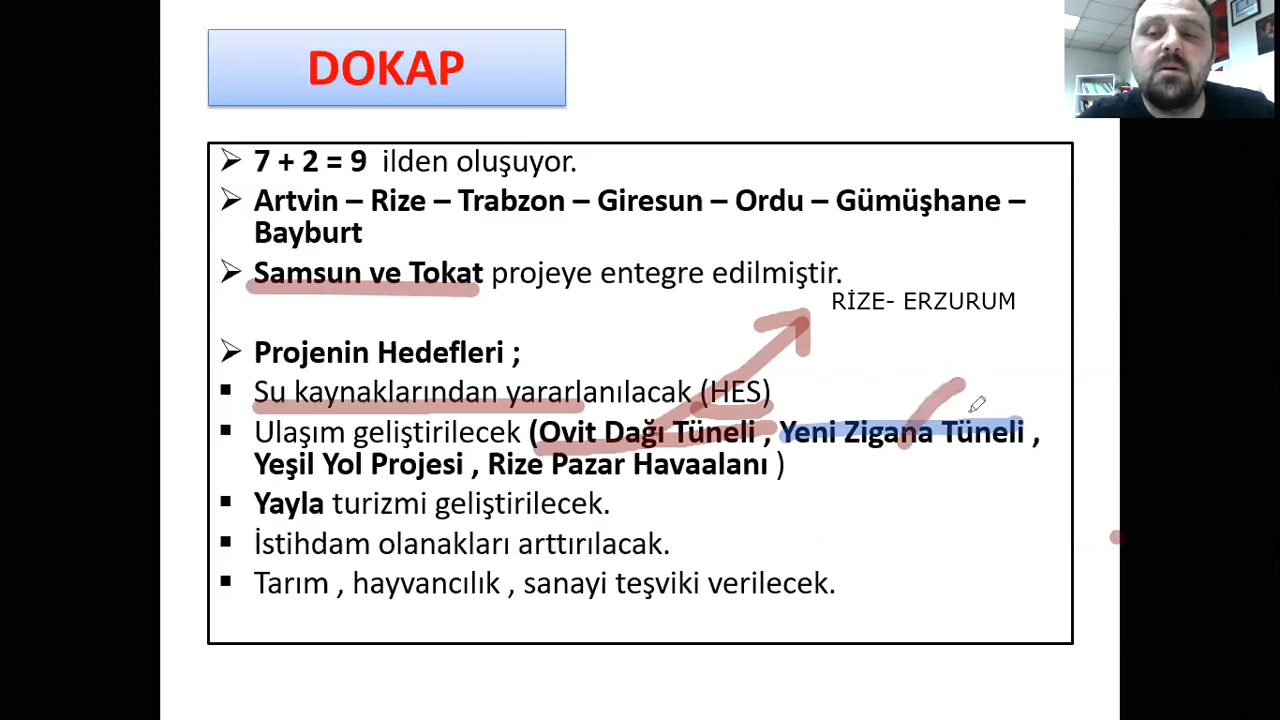 DOKAP
7 + 2 = 9 ilden oluşuyor.
Artvin – Rize – Trabzon – Giresun – Ordu – Gümüşhane –
Bayburt
Samsun ve Tokat projeye entegre edilmiştir.
RİZE- ERZURUM
Projenin Hedefleri ;
Su kaynaklarından yararlanılacak (HES)
Ulaşım geliştirilecek (Ovit Dağı Tüneli , Yeni Zigana Tüneli ,
Yeşil Yol Projesi , Rize Pazar Havaalanı )
Yayla turizmi geliştirilecek.
İstihdam olanakları arttırılacak.
Tarım , hayvancılık , sanayi teşviki verilecek.